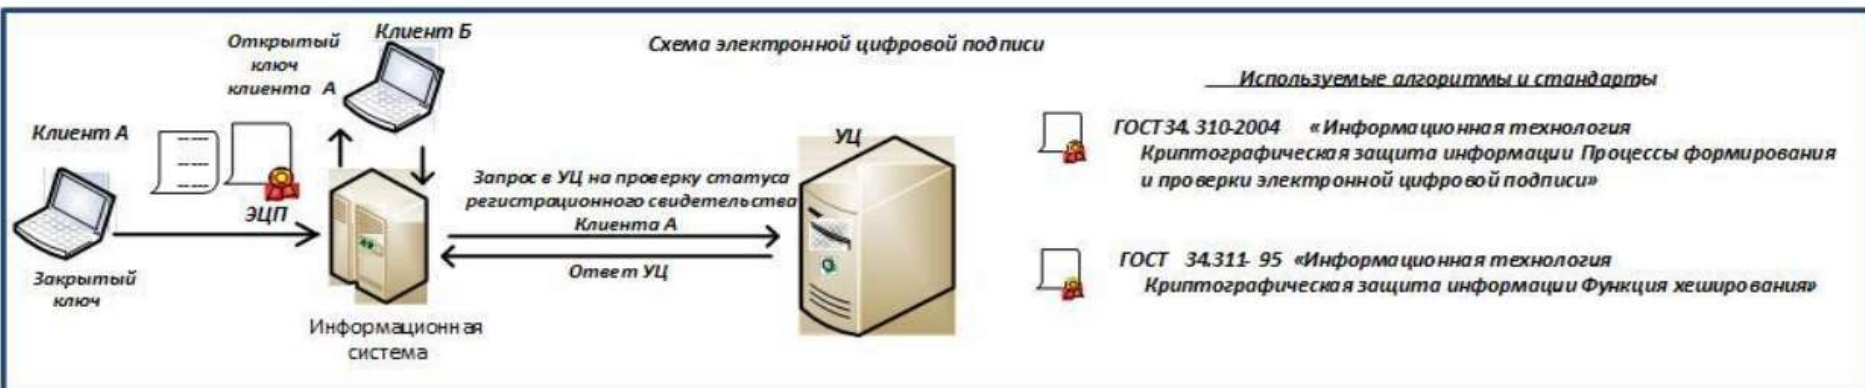 Схема электронной цифровой подписи
Клиент А
Закрытый
ключ
ЭЦП
Открытый
ключ
клиента А
Клиент Б
Информационная
система
Запрос в УЦ на проверку статуса
регистрационного свидетельства
Клиента А
Ответ УЦ
УЦ
Используемые алгоритмы и стандарты
ГОСТ 34. 310-2004 «Информационная технология
Криптографическая защита информации Процессы формирования
и проверки электронной цифровой подписи»
ГОСТ 34.311- 95 «Информационная технология
Криптографическая защита информации Функция хеширования»